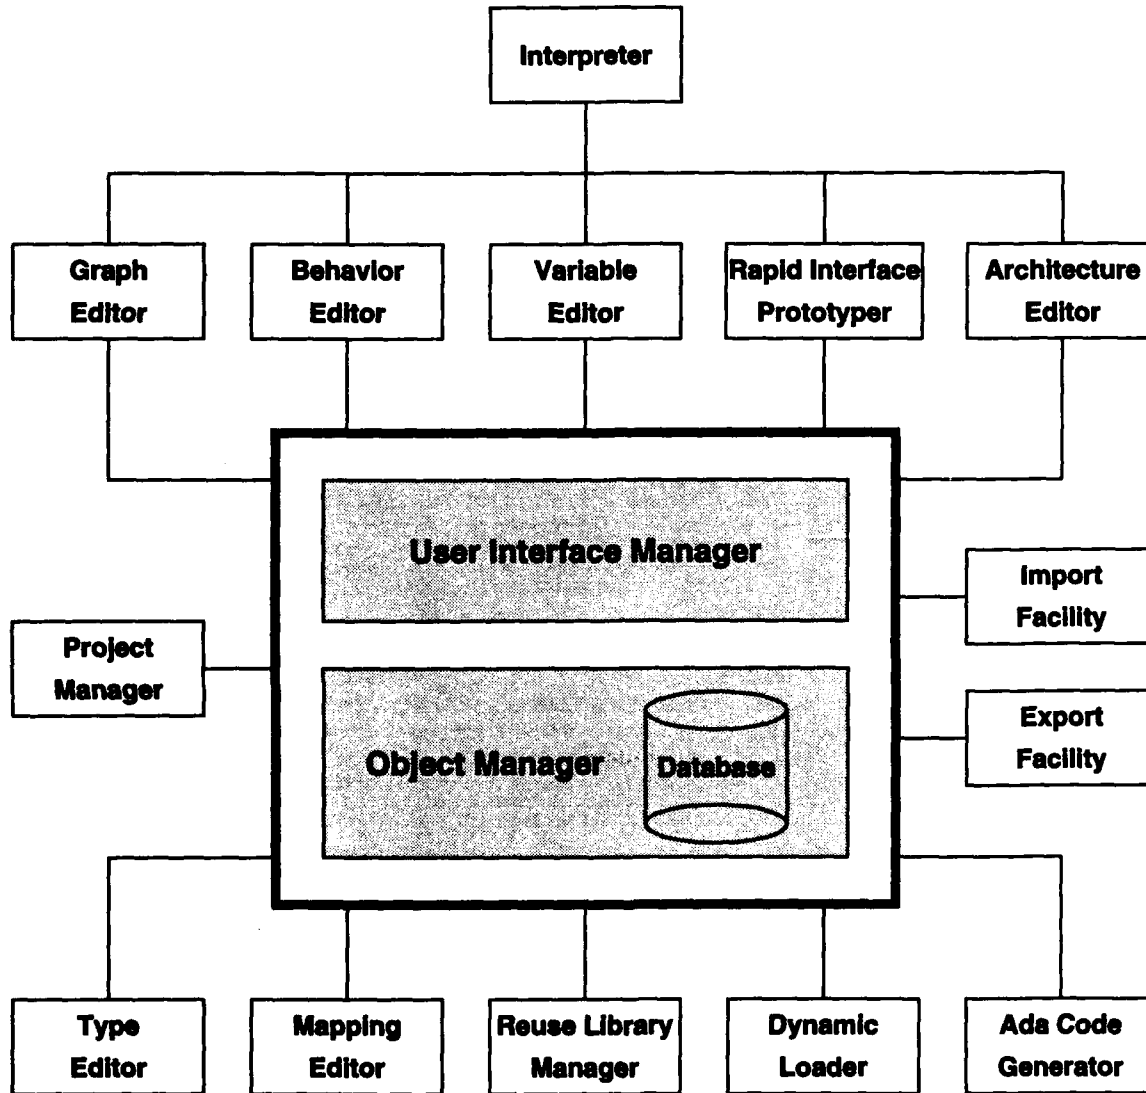 Interpreter
Graph
Editor
Behavior
Editor
Variable
Editor
Rapid Interface
Prototyper
Architecture
Editor
User Interface Manager
Import
Facility
Project
Manager
Export
Facility
Object Manager
Database
Type
Editor
Mapping
Editor
Reuse Library
Manager
Dynamic
Loader
Ada Code
Generator